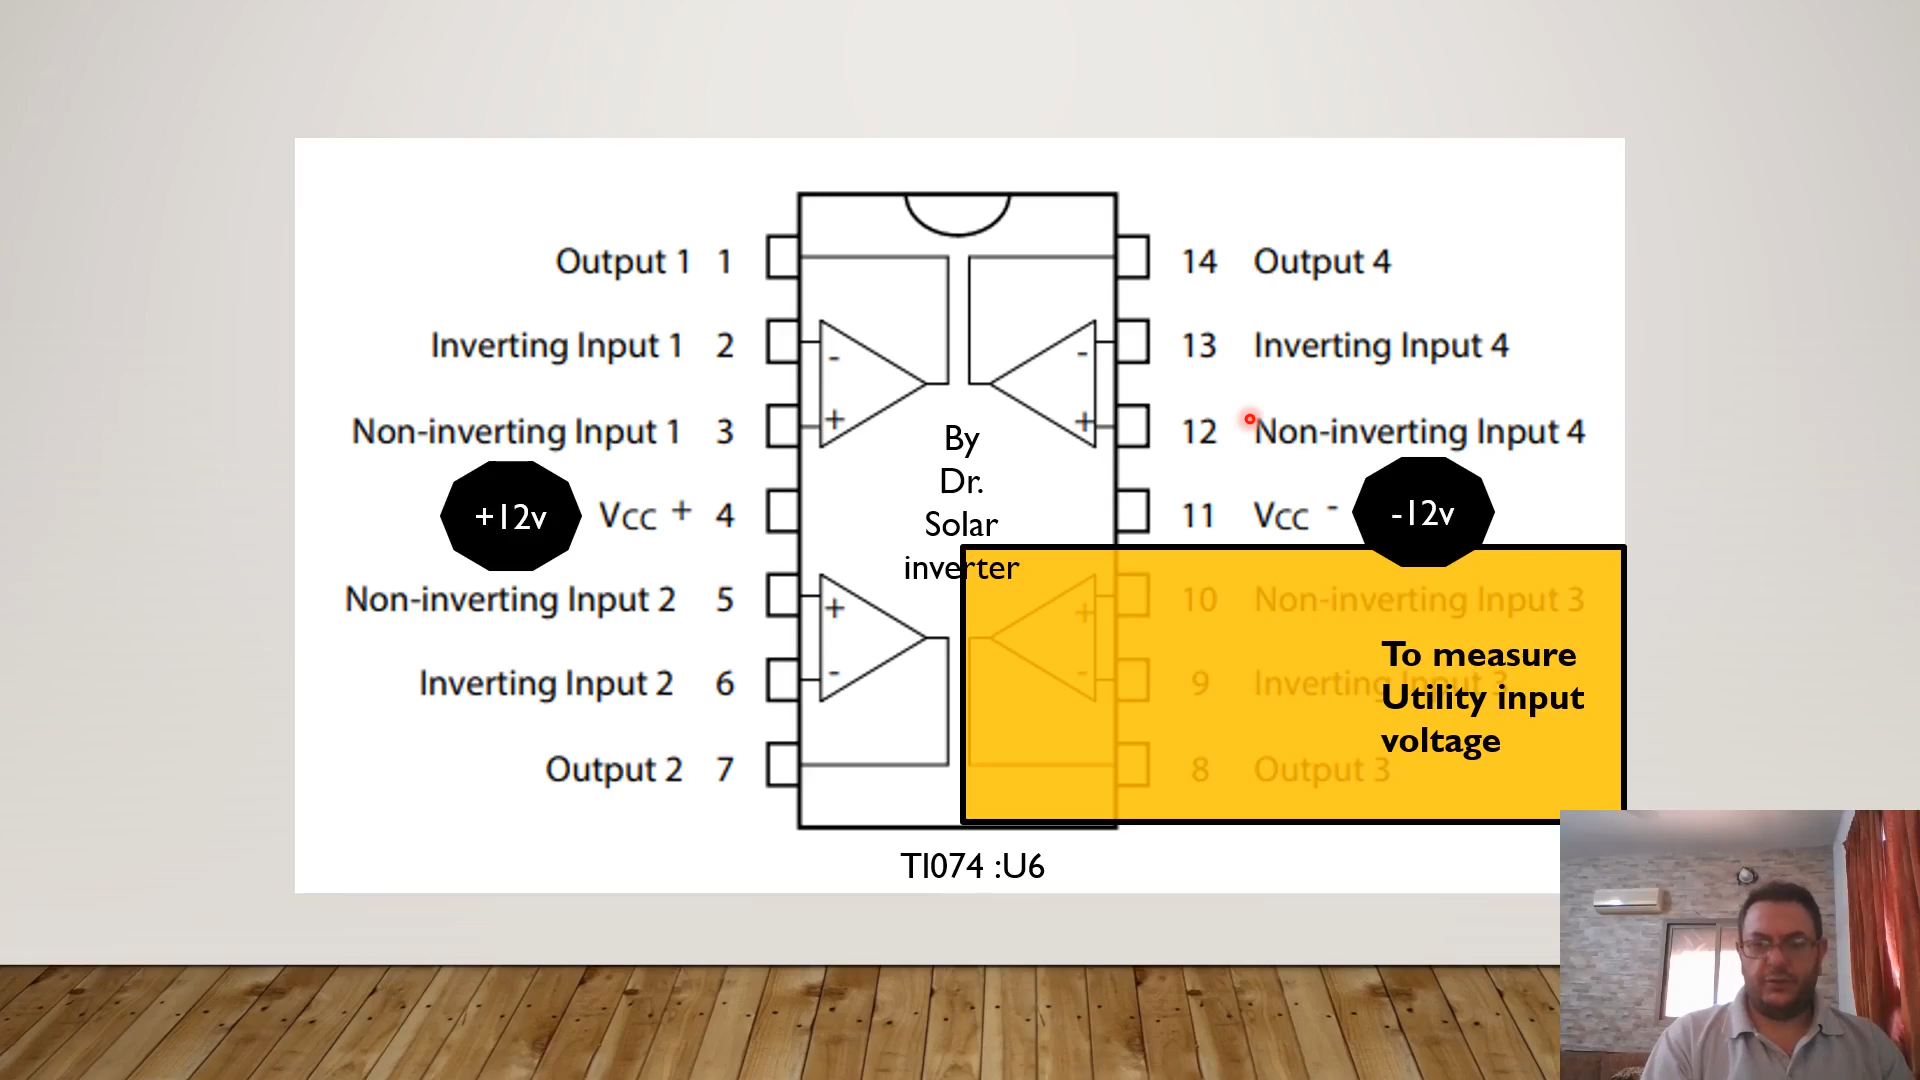 Output 1 1
14 Output 4
Inverting Input 1 2
-
-
13 Inverting Input 4
Non-inverting Input 1 3
+
+
12 Non-inverting Input 4
By
Dr.
Solar
inverter
+12v
Vcc + 4
11 Vcc -
-12v
Non-inverting Input 2 5
+
+
10 Non-inverting Input 3
Inverting Input 2 6
-
-
9 Inverting Input 3
To measure
Utility input
voltage
Output 2 7
8 Output 3
Tl074 :U6